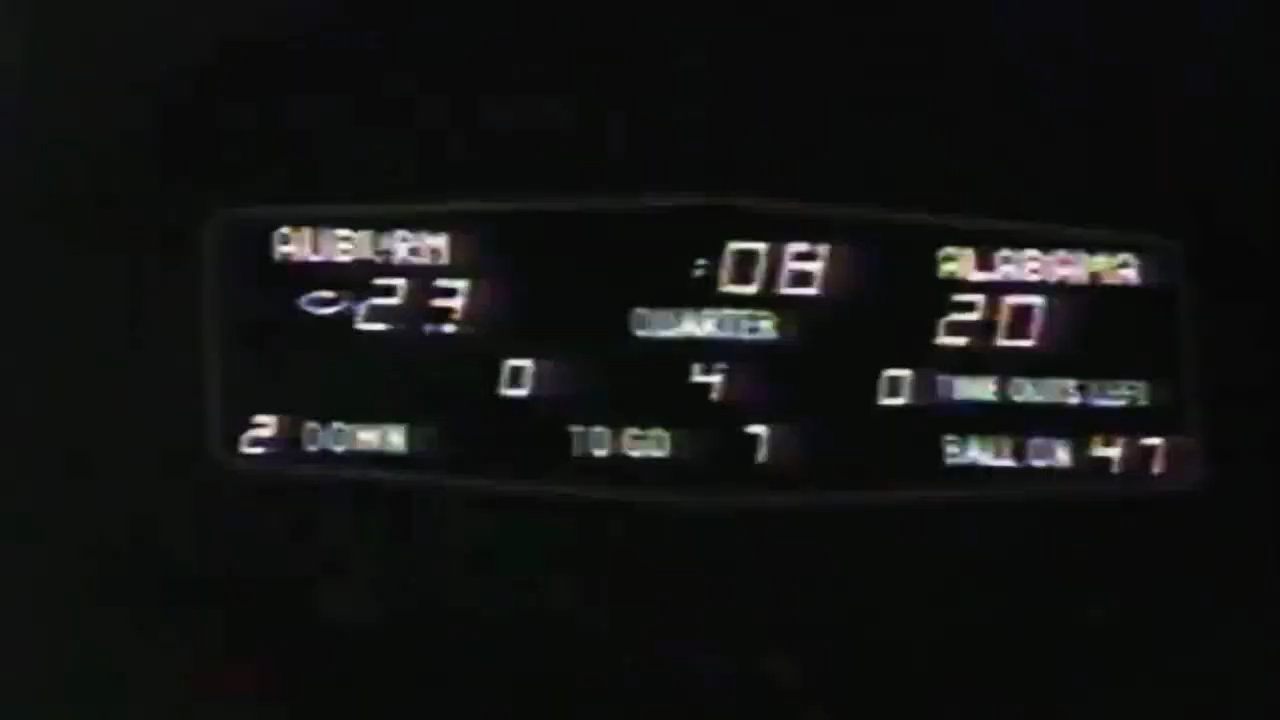 AUBURN :08 ALABAMA
23 QUARTER 20
0 4 0 TIME OUTS LEFT
2 DOWN TO GO 7 BALL ON 47